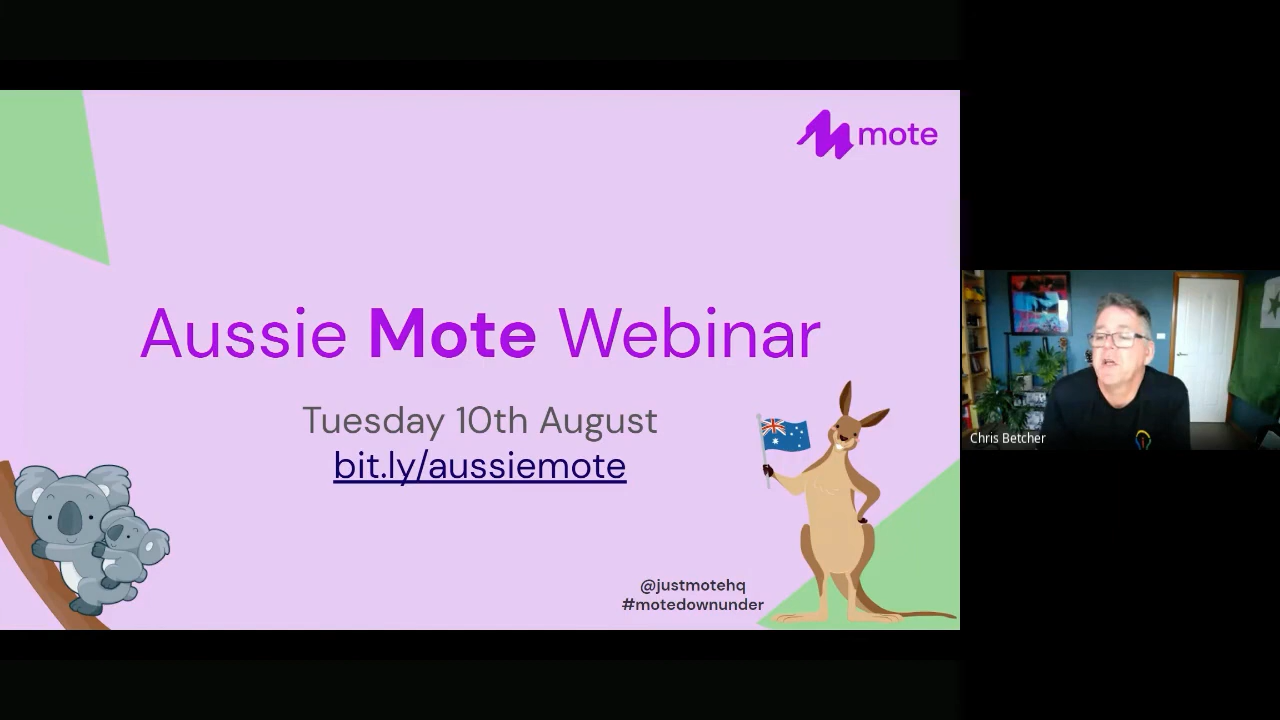 mote
Aussie Mote Webinar
Tuesday 10th August
bit.ly/aussiemote
@justmotehq
#motedownunder
Chris Betcher